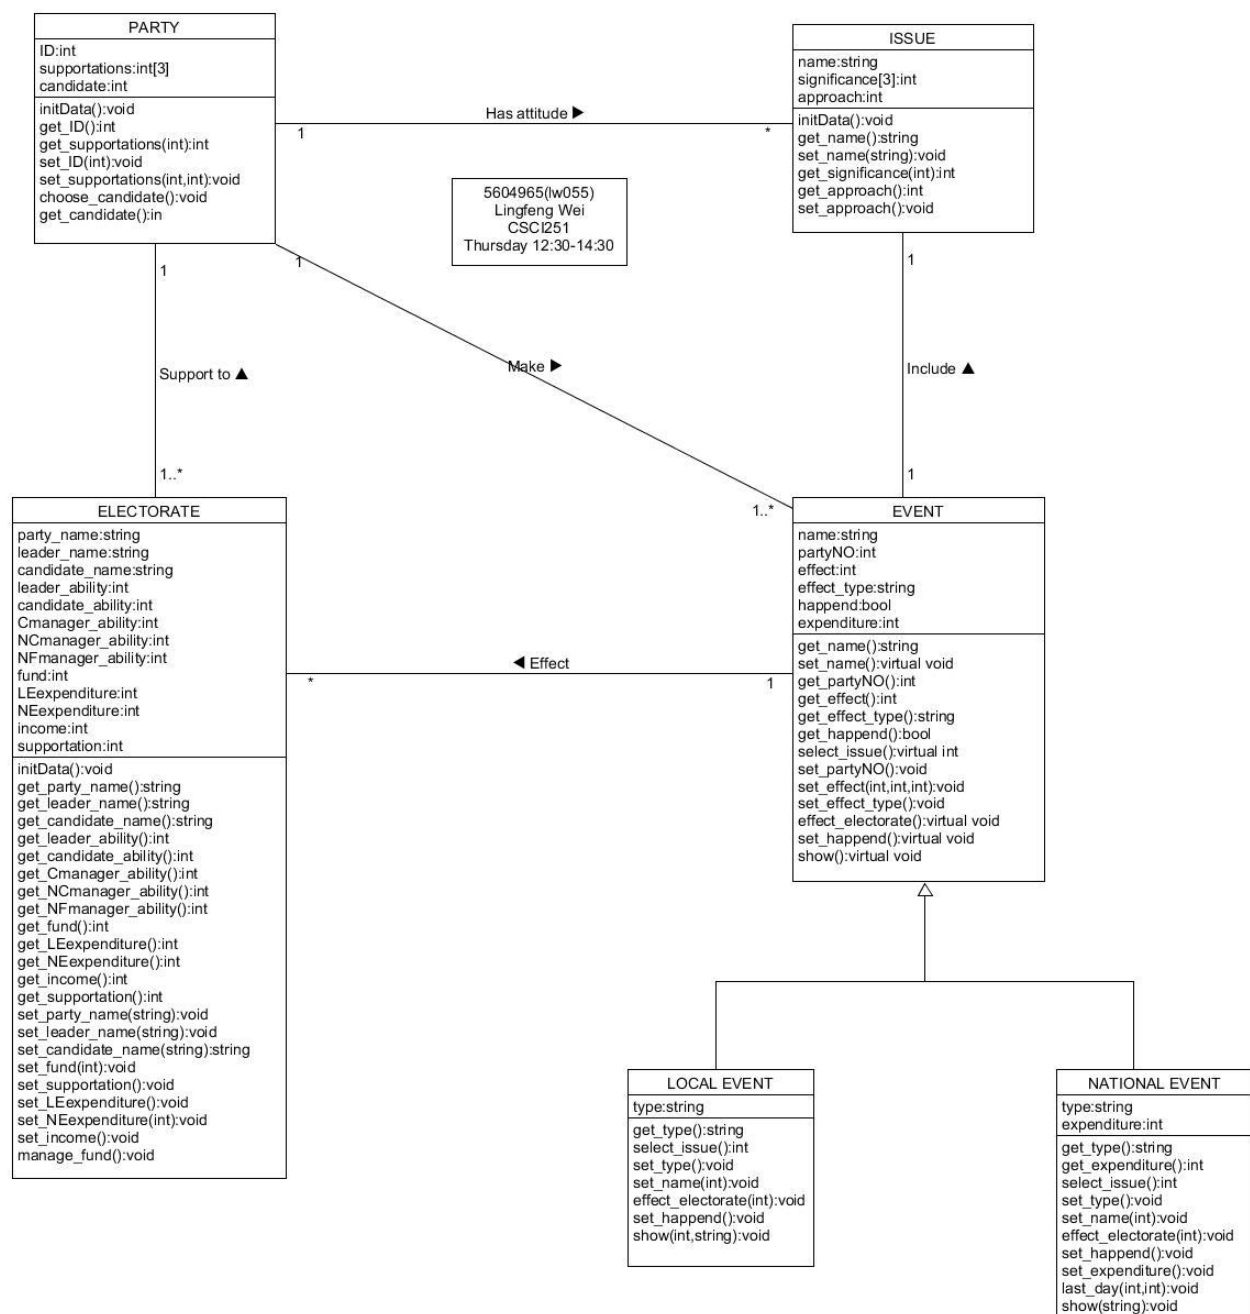 PARTY
ID:int
supportations:int[3]
candidate:int
initData():void
get_ID():int
get_supportations(int):int
set_ID(int):void
set_supportations(int,int):void
choose_candidate():void
get_candidate():in
Has attitude ▶
1
*
ISSUE
name:string
significance[3]:int
approach:int
initData():void
get_name():string
set_name(string):void
get_significance(int):int
get_approach():int
set_approach():void
5604965(lw055)
Lingfeng Wei
CSCI251
Thursday 12:30-14:30
1
Support to ▲
1..*
1
Make ▶
1..*
1
Include ▲
1
ELECTORATE
party_name:string
leader_name:string
candidate_name:string
leader_ability:int
candidate_ability:int
Cmanager_ability:int
NCmanager_ability:int
NFmanager_ability:int
fund:int
LEexpenditure:int
NEexpenditure:int
income:int
supportation:int
initData():void
get_party_name():string
get_leader_name():string
get_candidate_name():string
get_leader_ability():int
get_candidate_ability():int
get_Cmanager_ability():int
get_NCmanager_ability():int
get_NFmanager_ability():int
get_fund():int
get_LEexpenditure():int
get_NEexpenditure():int
get_income():int
get_supportation():int
set_party_name(string):void
set_leader_name(string):void
set_candidate_name(string):string
set_fund(int):void
set_supportation():void
set_LEexpenditure():void
set_NEexpenditure(int):void
set_income():void
manage_fund():void
◀ Effect
*
1
EVENT
name:string
partyNO:int
effect:int
effect_type:string
happend:bool
expenditure:int
get_name():string
set_name():virtual void
get_partyNO():int
get_effect():int
get_effect_type():string
get_happend():bool
select_issue():virtual int
set_partyNO():void
set_effect(int,int,int):void
set_effect_type():void
effect_electorate():virtual void
set_happend():virtual void
show():virtual void
LOCAL EVENT
type:string
get_type():string
select_issue():int
set_type():void
set_name(int):void
effect_electorate(int):void
set_happend():void
show(int,string):void
NATIONAL EVENT
type:string
expenditure:int
get_type():string
get_expenditure():int
select_issue():int
set_type():void
set_name(int):void
effect_electorate(int):void
set_happend():void
set_expenditure():void
last_day(int,int):void
show(string):void